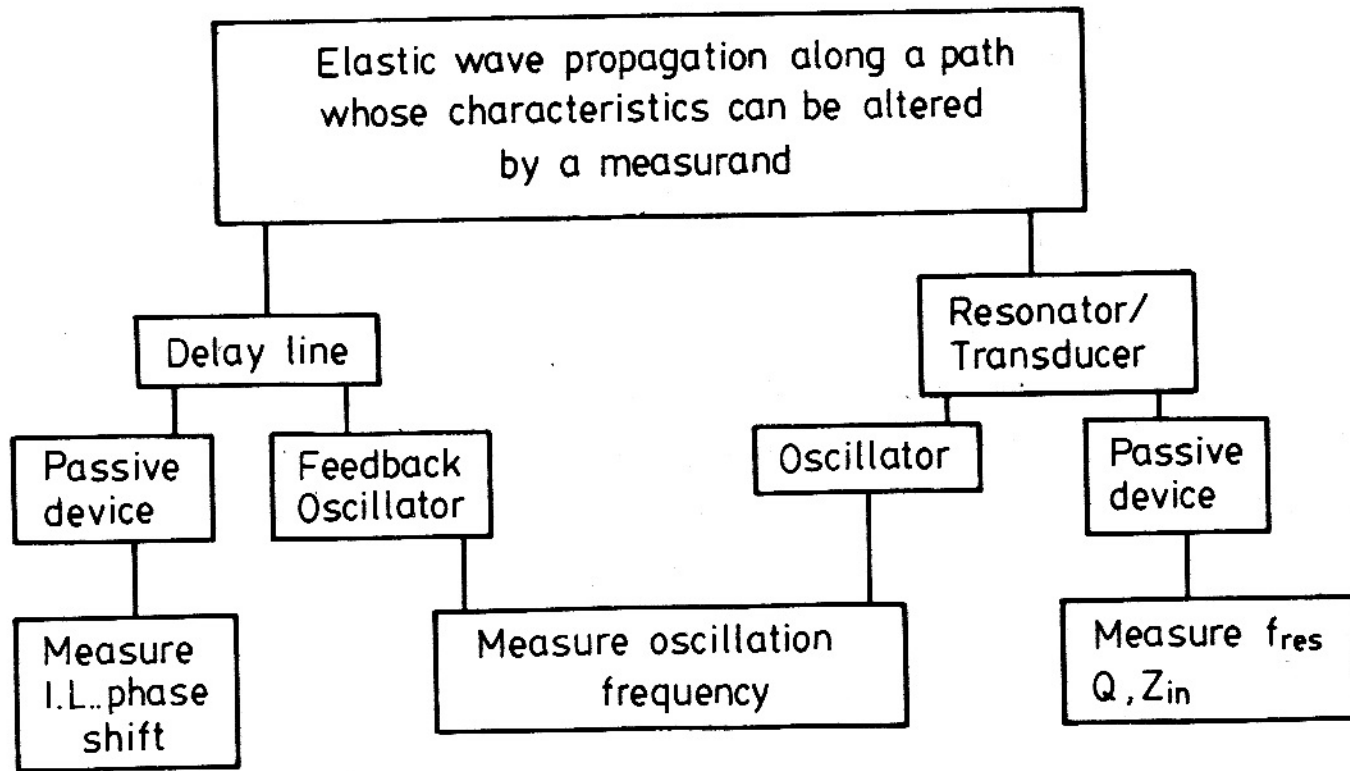 Elastic wave propagation along a path
whose characteristics can be altered
by a measurand
Delay line
Resonator/
Transducer
Passive
device
Feedback
Oscillator
Oscillator
Passive
device
Measure
I.L.. phase
shift
Measure oscillation
frequency
Measure fres
Q, Zin